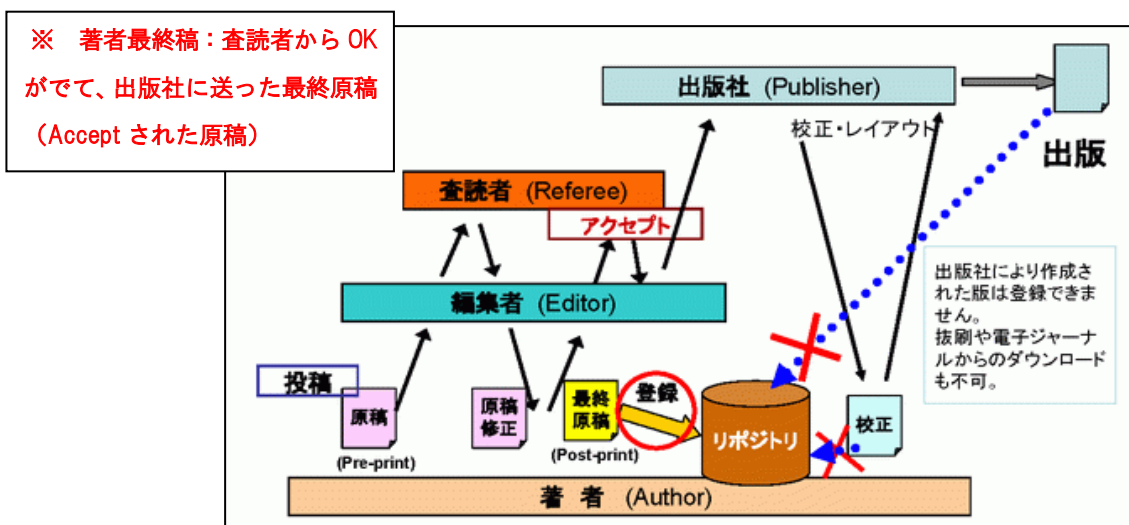 ※　著者最終稿：査読者から OK
がでて、出版社に送った最終原稿
（Accept された原稿）
出版社 (Publisher)
校正・レイアウト
出版
査読者 (Referee)
アクセプト
出版社により作成さ
れた版は登録できま
せん。
抜刷や電子ジャーナ
ルからのダウンロード
も不可。
編集者 (Editor)
投稿
原稿
(Pre-print)
原稿
修正
最終
原稿
(Post-print)
登録
リポジトリ
校正
著 者 (Author)